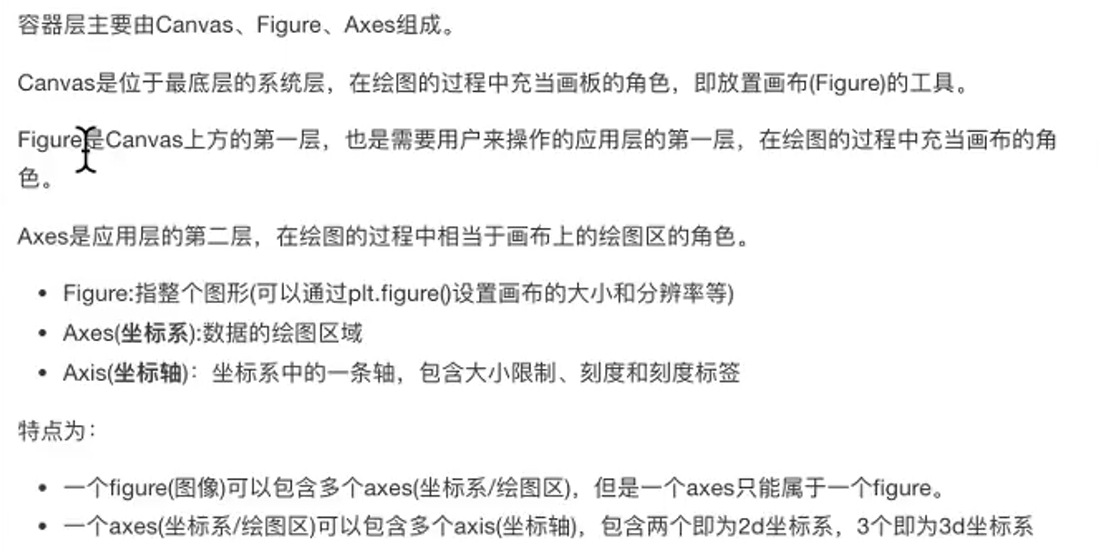 容器层主要由Canvas、Figure、Axes组成。
Canvas是位于最底层的系统层，在绘图的过程中充当画板的角色，即放置画布(Figure)的工具。
Figure是Canvas上方的第一层，也是需要用户来操作的应用层的第一层，在绘图的过程中充当画布的角
色。
Axes是应用层的第二层，在绘图的过程中相当于画布上的绘图区的角色。
• Figure:指整个图形(可以通过plt.figure()设置画布的大小和分辨率等)
• Axes(坐标系):数据的绘图区域
• Axis(坐标轴)：坐标系中的一条轴，包含大小限制、刻度和刻度标签
特点为：
• 一个figure(图像)可以包含多个axes(坐标系/绘图区)，但是一个axes只能属于一个figure。
• 一个axes(坐标系/绘图区)可以包含多个axis(坐标轴)，包含两个即为2d坐标系，3个即为3d坐标系